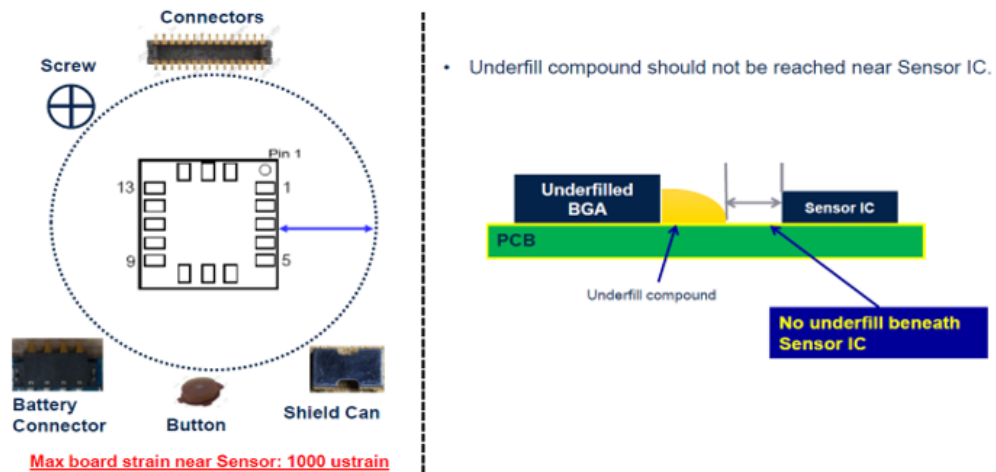 Connectors
Screw
Pin 1
13
1
9
5
Battery
Connector
Button
Shield Can
Max board strain near Sensor: 1000 ustrain
• Underfill compound should not be reached near Sensor IC.
Underfilled
BGA
Sensor IC
PCB
Underfill compound
No underfill beneath
Sensor IC